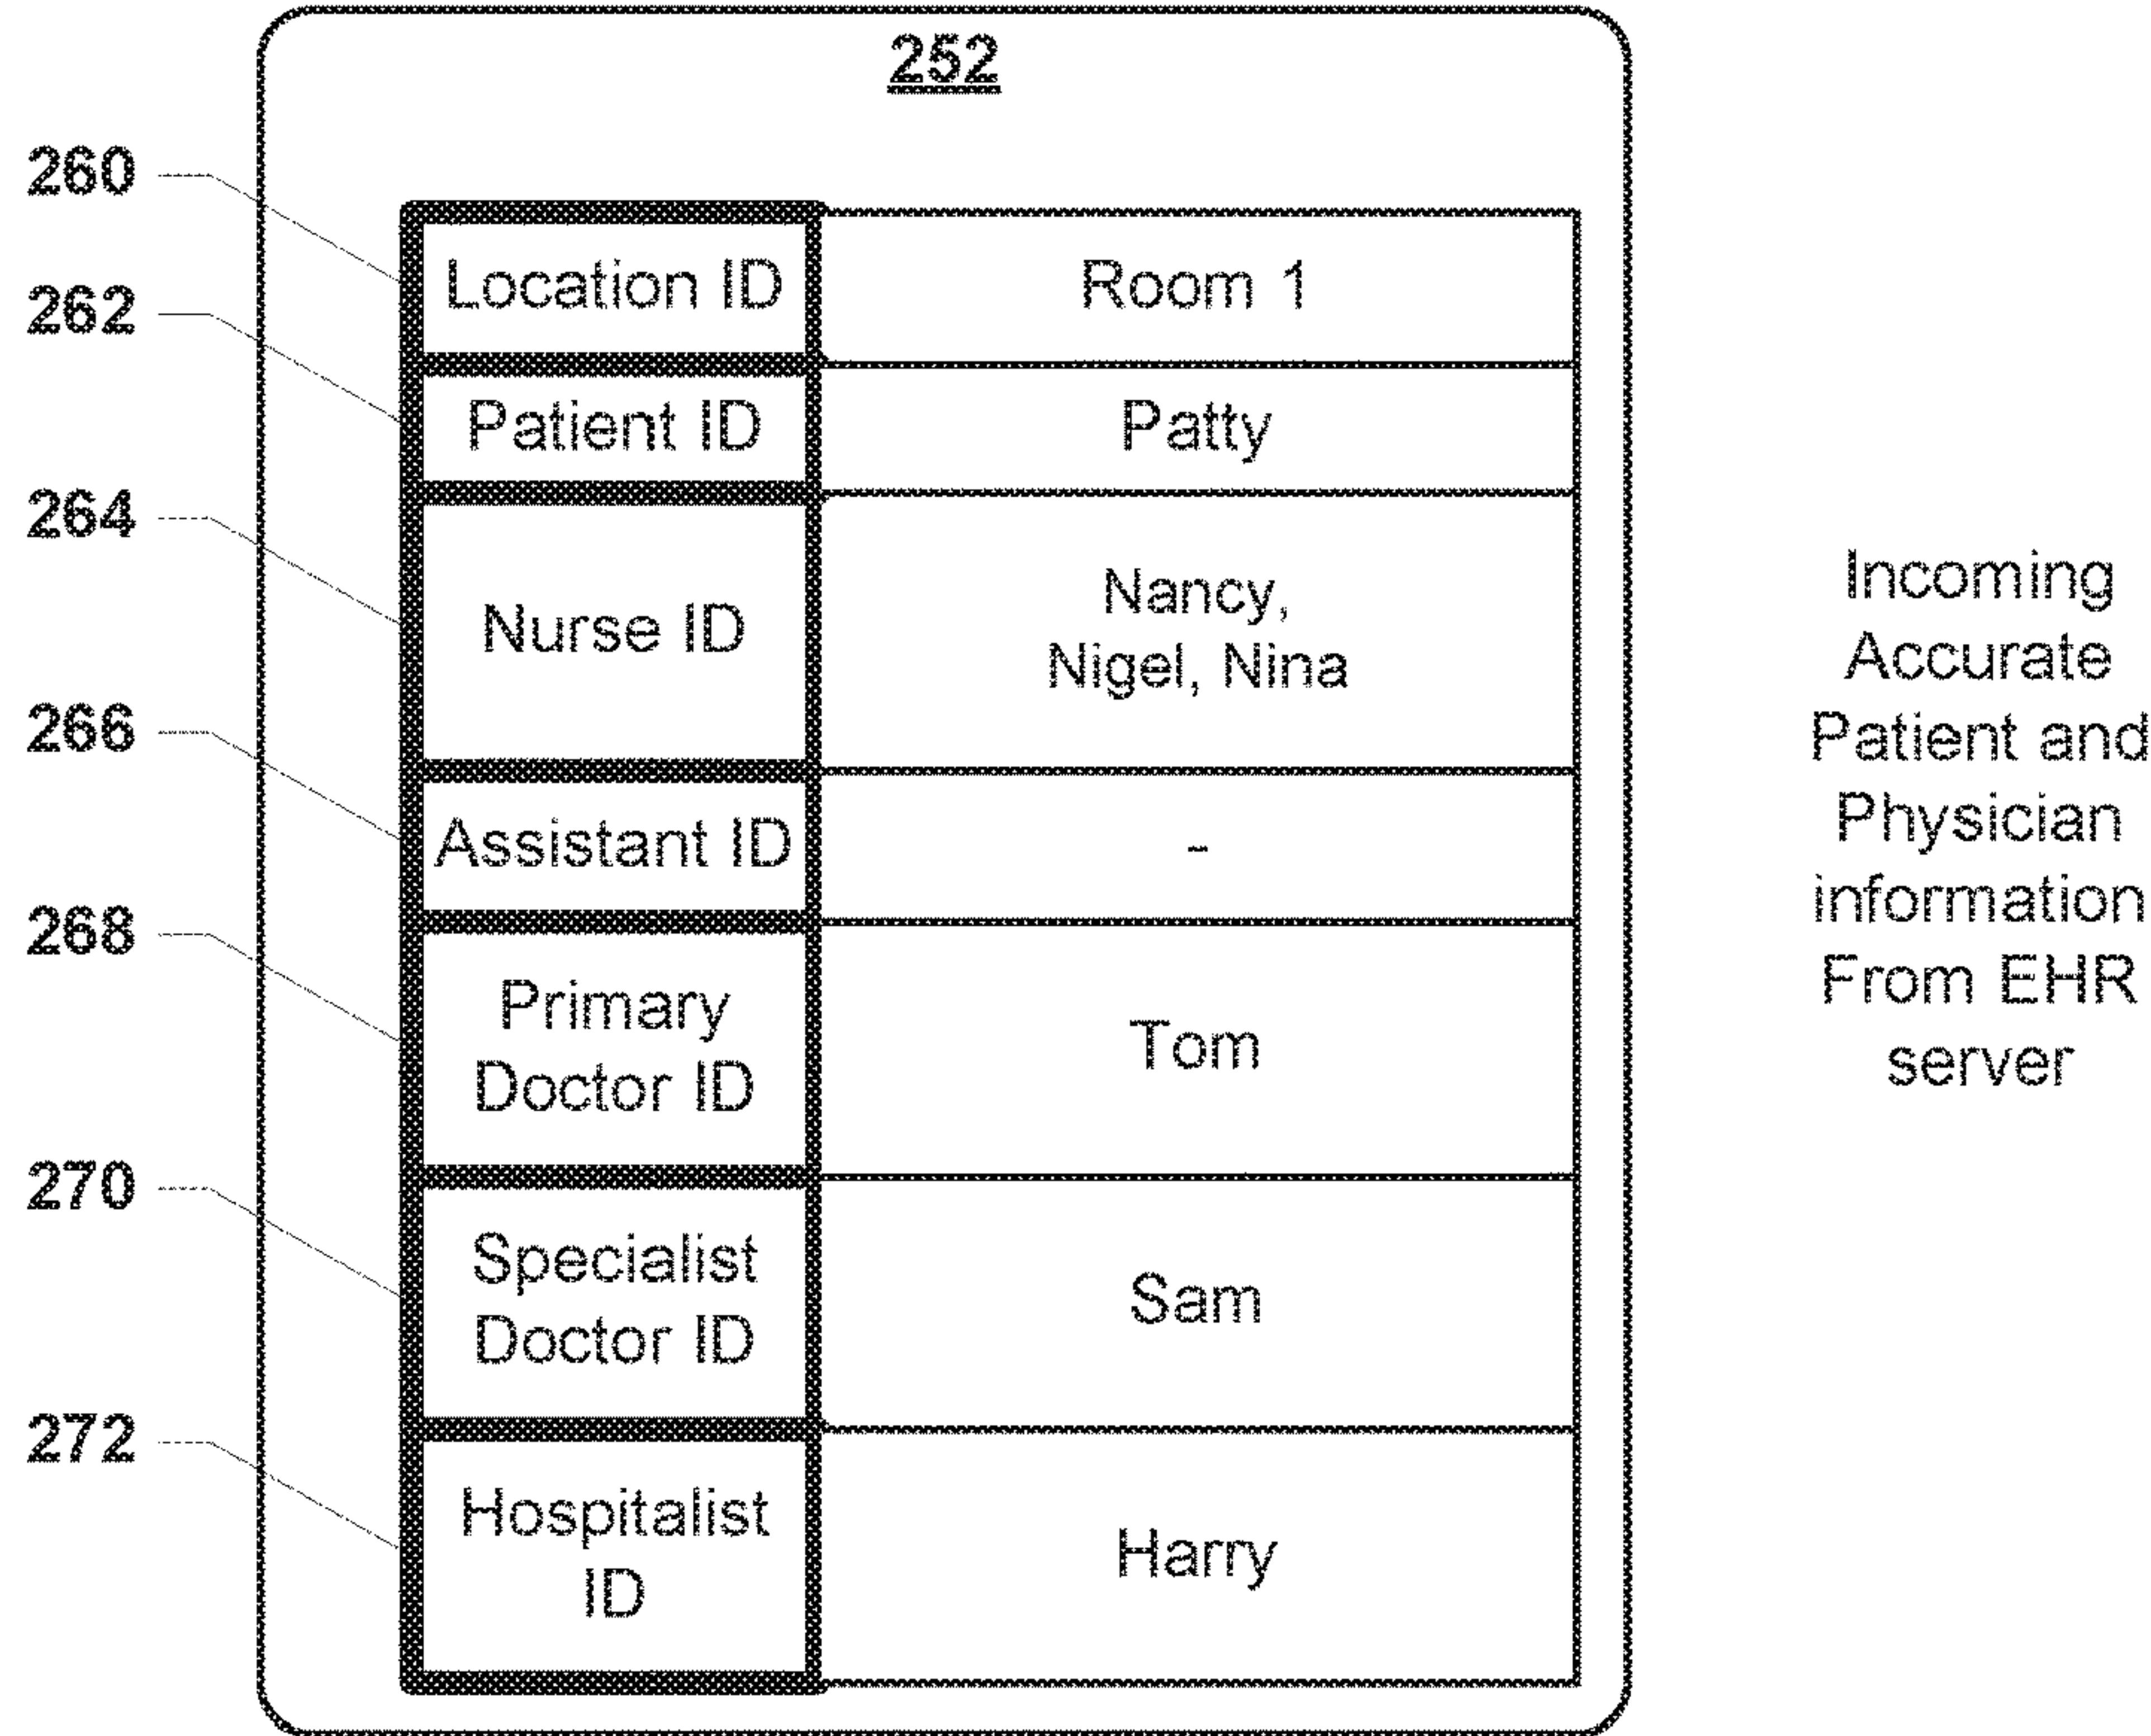 252
260
Location ID
Room 1
262
Patient ID
Patty
264
Nurse ID
Nancy,
Nigel, Nina
266
Assistant ID
-
268
Primary
Doctor ID
Tom
270
Specialist
Doctor ID
Sam
272
Hospitalist
ID
Harry
Incoming
Accurate
Patient and
Physician
information
From EHR
server